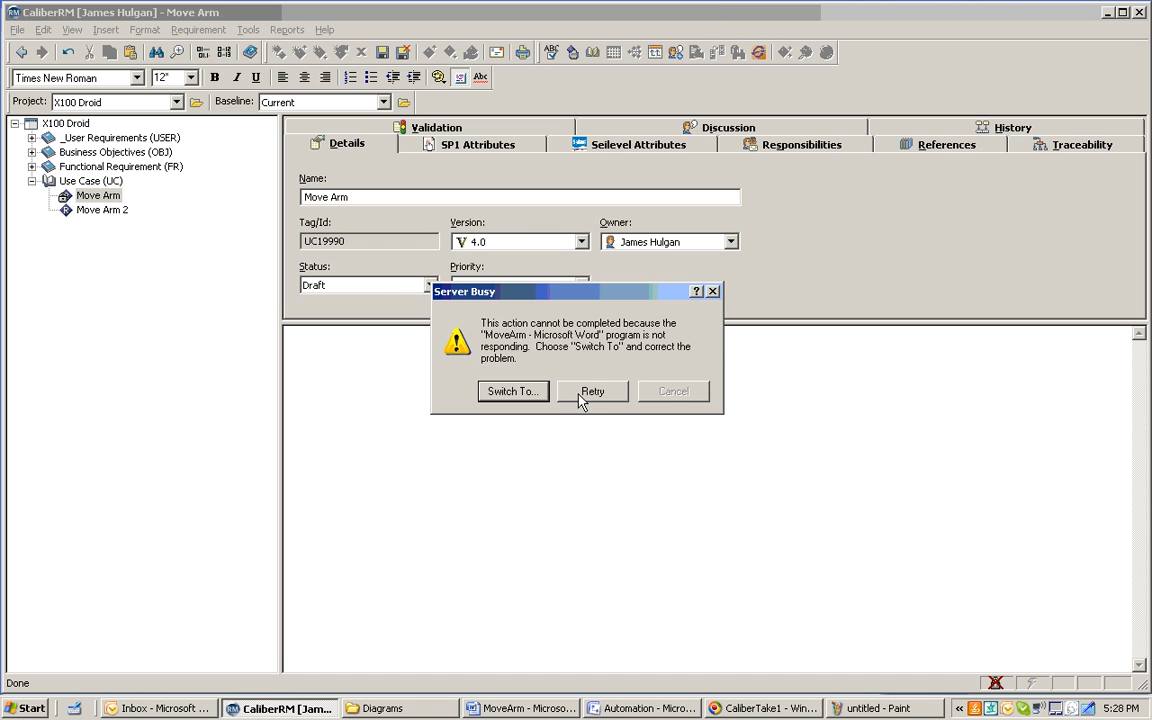 CaliberRM [James Hulgan] - Move Arm
File Edit View Insert Format Requirement Tools Reports Help
Times New Roman 12" B I U Abc
Project: X100 Droid Baseline: Current
X100 Droid
_User Requirements (USER)
Business Objectives (OBJ)
Functional Requirement (FR)
Use Case (UC)
Move Arm
Move Arm 2
Validation Discussion History
Details SP1 Attributes Seilevel Attributes Responsibilities References Traceability
Name:
Move Arm
Tag/Id: Version: Owner:
UC19990 4.0 James Hulgan
Status: Priority:
Draft
Server Busy
This action cannot be completed because the
"MoveArm - Microsoft Word" program is not
responding. Choose "Switch To" and correct the
problem.
Switch To... Retry Cancel
Done
Start Inbox - Microsoft ... CaliberRM [Jam... Diagrams MoveArm - Microso... Automation - Micro... CaliberTake1 - Win... untitled - Paint « 5:28 PM